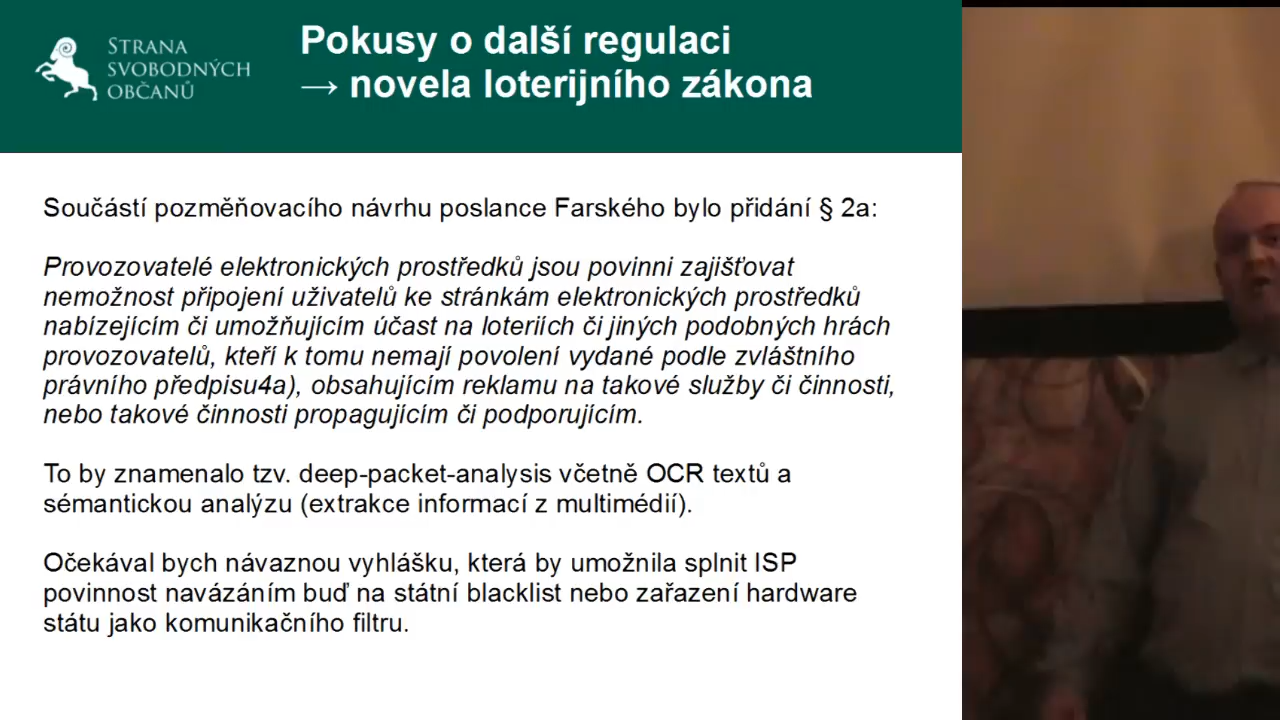 STRANA
SVOBODNÝCH
OBČANŮ
Pokusy o další regulaci
→ novela loterijního zákona
Součástí pozměňovacího návrhu poslance Farského bylo přidání § 2a:
Provozovatelé elektronických prostředků jsou povinni zajišťovat
nemožnost připojení uživatelů ke stránkám elektronických prostředků
nabízejícím či umožňujícím účast na loteriích či jiných podobných hrách
provozovatelů, kteří k tomu nemají povolení vydané podle zvláštního
právního předpisu4a), obsahujícím reklamu na takové služby či činnosti,
nebo takové činnosti propagujícím či podporujícím.
To by znamenalo tzv. deep-packet-analysis včetně OCR textů a
sémantickou analýzu (extrakce informací z multimédií).
Očekával bych návaznou vyhlášku, která by umožnila splnit ISP
povinnost navázáním buď na státní blacklist nebo zařazení hardware
státu jako komunikačního filtru.